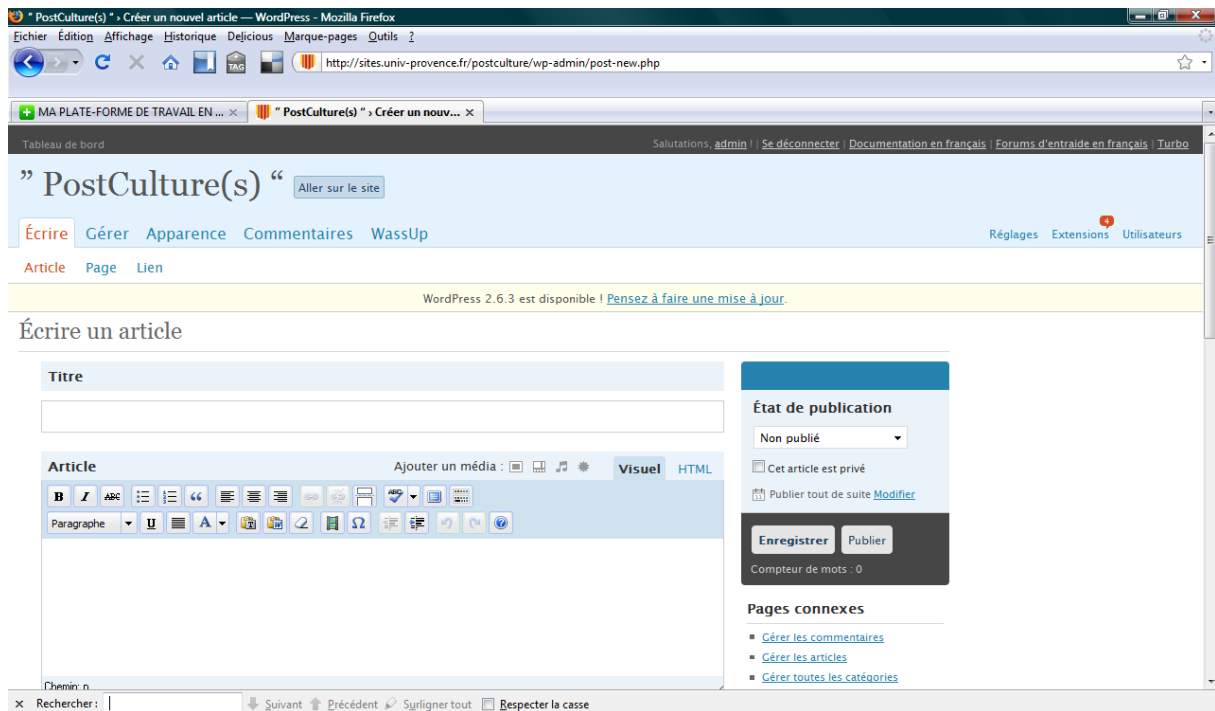 " PostCulture(s) " › Créer un nouvel article — WordPress - Mozilla Firefox
Fichier Édition Affichage Historique Delicious Marque-pages Outils ?
TAG http://sites.univ-provence.fr/postculture/wp-admin/post-new.php
MA PLATE-FORME DE TRAVAIL EN ... " PostCulture(s) " › Créer un nouv...
Tableau de bord Salutations, admin ! | Se déconnecter | Documentation en français | Forums d'entraide en français | Turbo
” PostCulture(s) “ Aller sur le site
4
Écrire Gérer Apparence Commentaires WassUp Réglages Extensions Utilisateurs
Article Page Lien
WordPress 2.6.3 est disponible ! Pensez à faire une mise à jour.
Écrire un article
Titre
État de publication
Non publié
Article Ajouter un média : Visuel HTML
Cet article est privé
B I ABC ABC
Publier tout de suite Modifier
Paragraphe U A Ω
Enregistrer Publier
Compteur de mots : 0
Pages connexes
Gérer les commentaires
Gérer les articles
Gérer toutes les catégories
Chemin: p
Rechercher : Suivant Précédent Surligner tout Respecter la casse